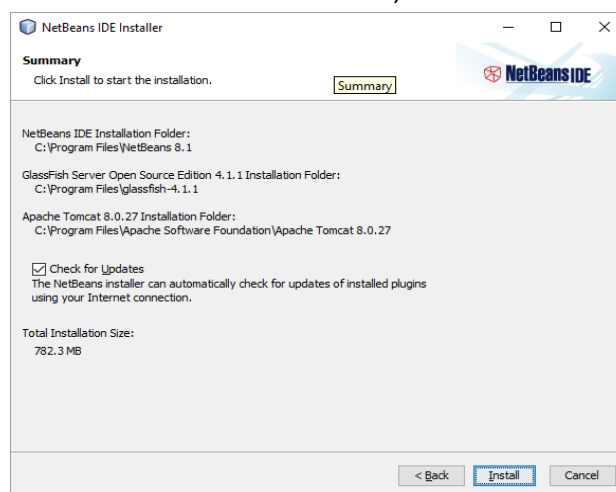 NetBeans IDE Installer
Summary
Click Install to start the installation.
Summary
NetBeans IDE
NetBeans IDE Installation Folder:
C:\Program Files\NetBeans 8.1
GlassFish Server Open Source Edition 4.1.1 Installation Folder:
C:\Program Files\glassfish-4.1.1
Apache Tomcat 8.0.27 Installation Folder:
C:\Program Files\Apache Software Foundation\Apache Tomcat 8.0.27
Check for Updates
The NetBeans installer can automatically check for updates of installed plugins
using your Internet connection.
Total Installation Size:
782.3 MB
< Back Install Cancel